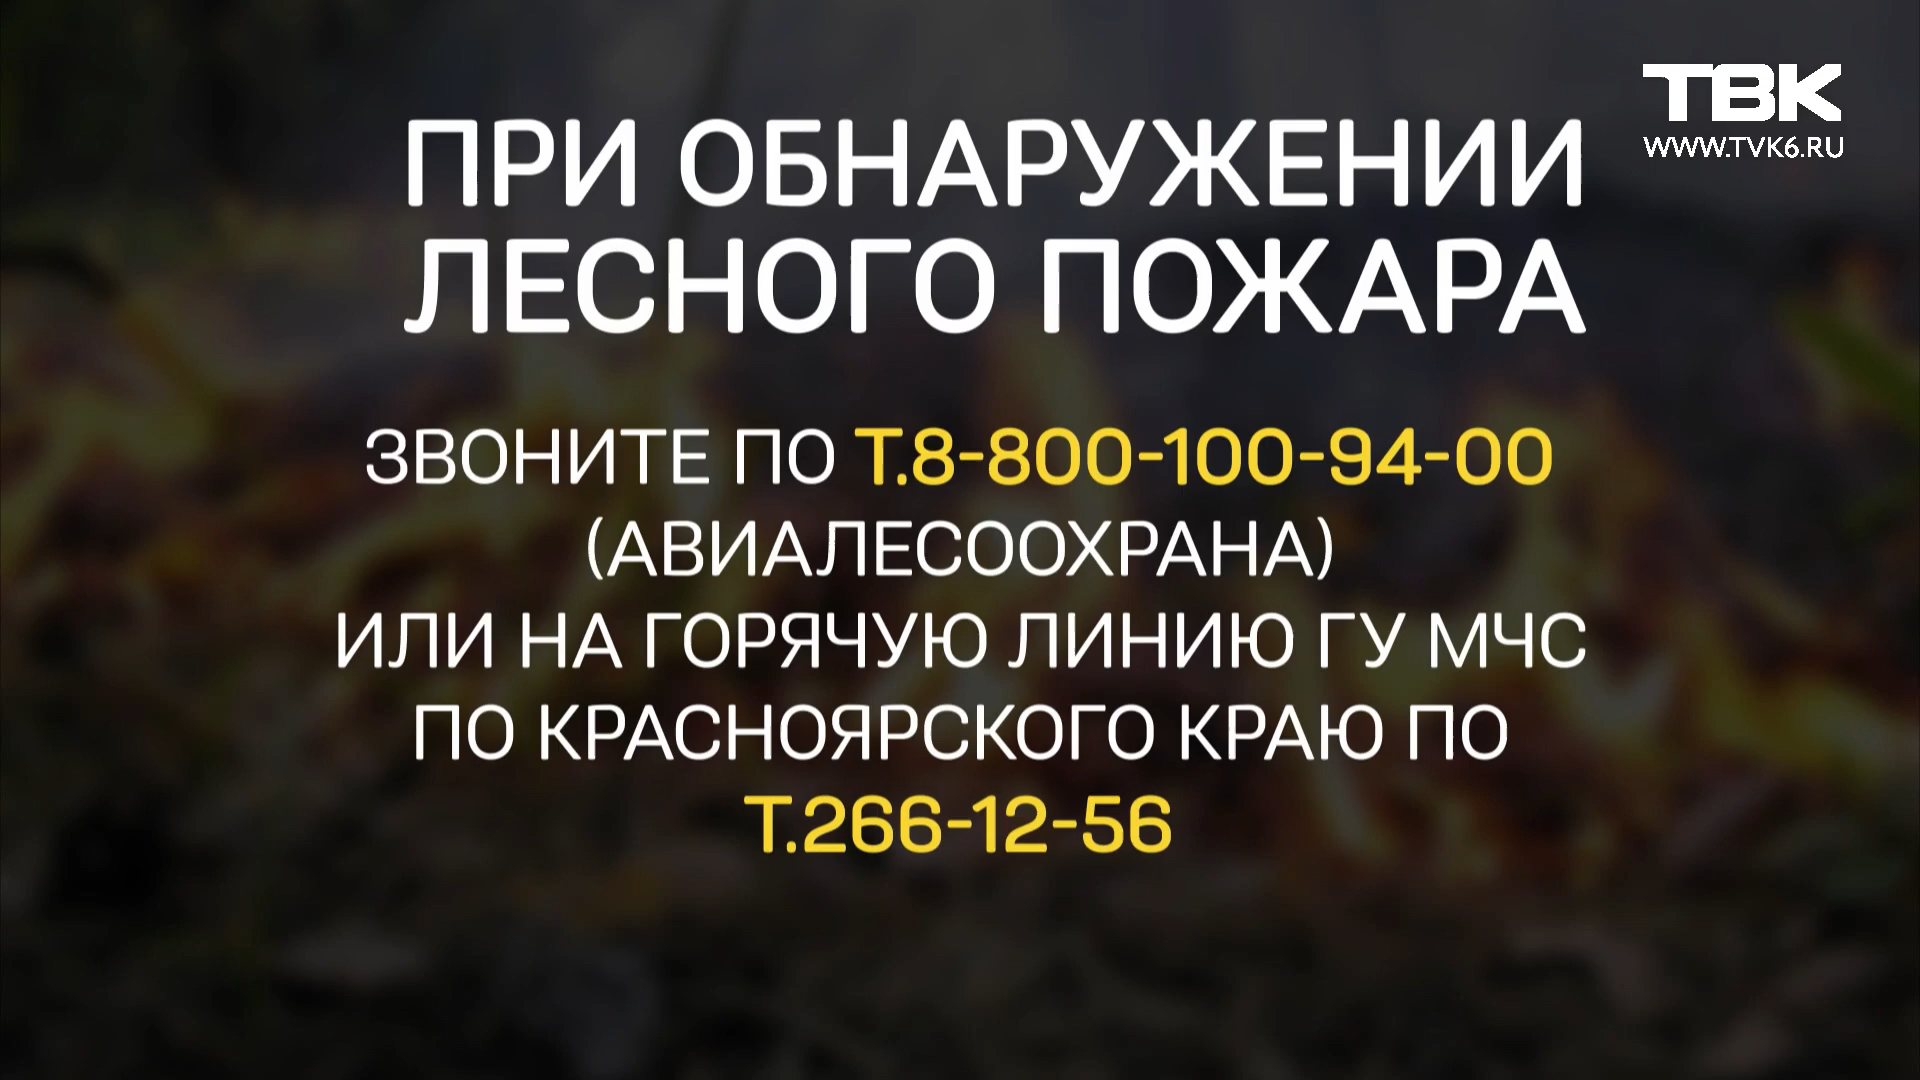 ТВК
WWW.TVK6.RU
ПРИ ОБНАРУЖЕНИИ
ЛЕСНОГО ПОЖАРА
ЗВОНИТЕ ПО Т.8-800-100-94-00
(АВИАЛЕСООХРАНА)
ИЛИ НА ГОРЯЧУЮ ЛИНИЮ ГУ МЧС
ПО КРАСНОЯРСКОГО КРАЮ ПО
Т.266-12-56